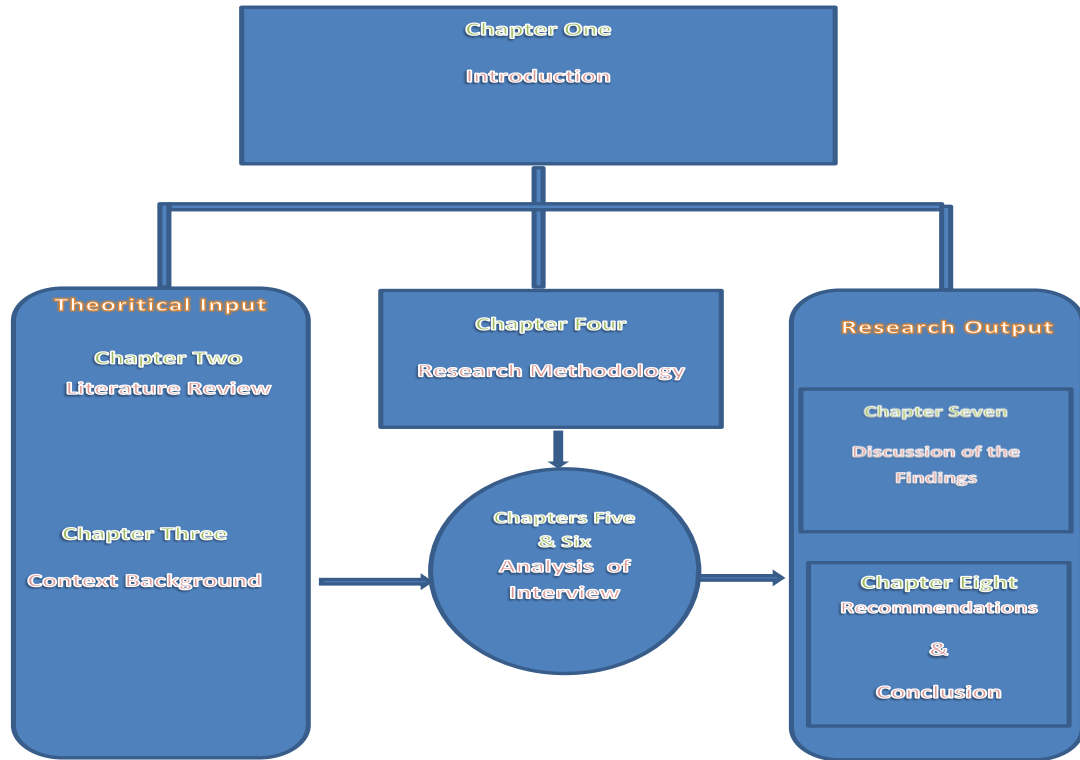 Chapter One
Introduction
Theoritical Input
Chapter Two
Literature Review
Chapter Three
Context Background
Chapter Four
Research Methodology
Chapters Five
& Six
Analysis of
Interview
Research Output
Chapter Seven
Discussion of the
Findings
Chapter Eight
Recommendations
&
Conclusion